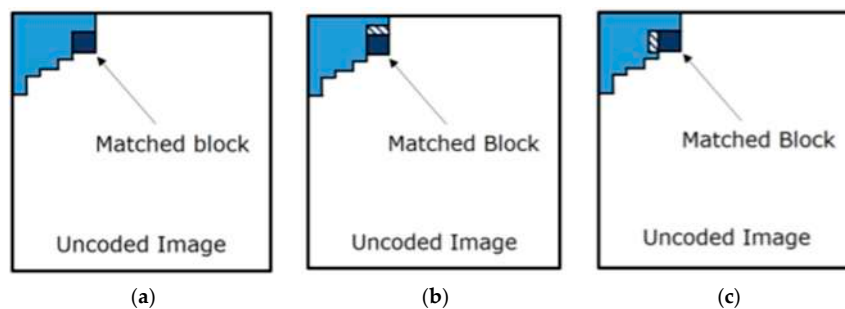 Matched block
Uncoded Image
(a)
Matched Block
Uncoded Image
(b)
Matched Block
Uncoded Image
(c)